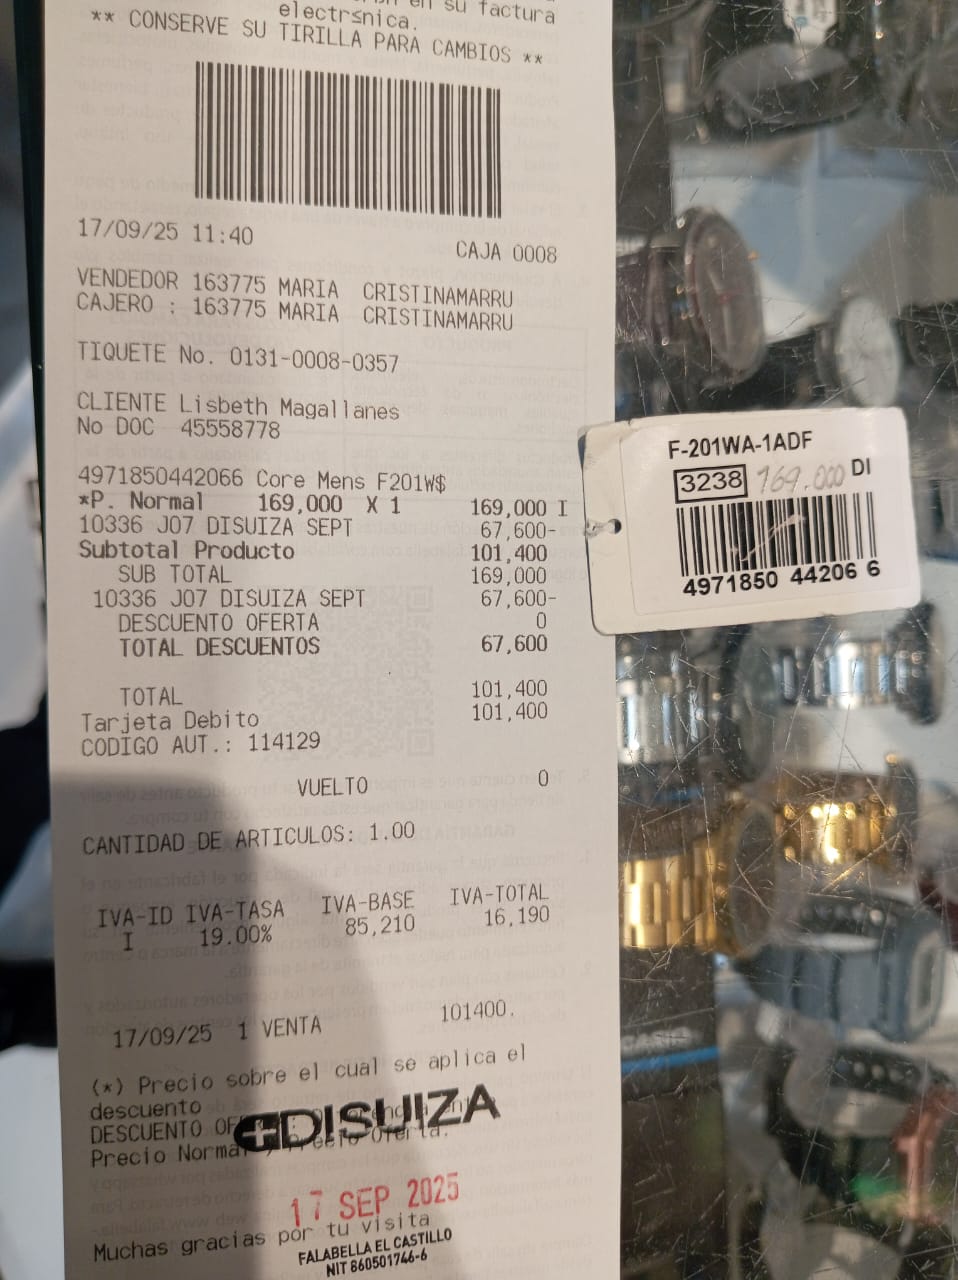 en su factura
electrsnica.
** CONSERVE SU TIRILLA PARA CAMBIOS **
17/09/25 11:40
CAJA 0008
VENDEDOR 163775 MARIA CRISTINAMARRU
CAJERO : 163775 MARIA CRISTINAMARRU
TIQUETE No. 0131-0008-0357
CLIENTE Lisbeth Magallanes
No DOC 45558778
4971850442066 Core Mens F201W$
*P. Normal 169,000 X 1 169,000 I
10336 J07 DISUIZA SEPT 67,600-
Subtotal Producto 101,400
SUB TOTAL 169,000
10336 J07 DISUIZA SEPT 67,600-
DESCUENTO OFERTA 0
TOTAL DESCUENTOS 67,600
TOTAL 101,400
Tarjeta Debito 101,400
CODIGO AUT.: 114129
VUELTO 0
CANTIDAD DE ARTICULOS: 1.00
IVA-ID IVA-TASA IVA-BASE IVA-TOTAL
I 19.00% 85,210 16,190
17/09/25 1 VENTA 101400.
(*) Precio sobre el cual se aplica el
descuento
DESCUENTO OF
DISUIZA
Precio Norma Precio Oferta.
17 SEP 2025
Muchas gracias por tu visita
FALABELLA EL CASTILLO
NIT 860501746-6
F-201WA-1ADF
3238 169.000 DI
4971850 44206 6